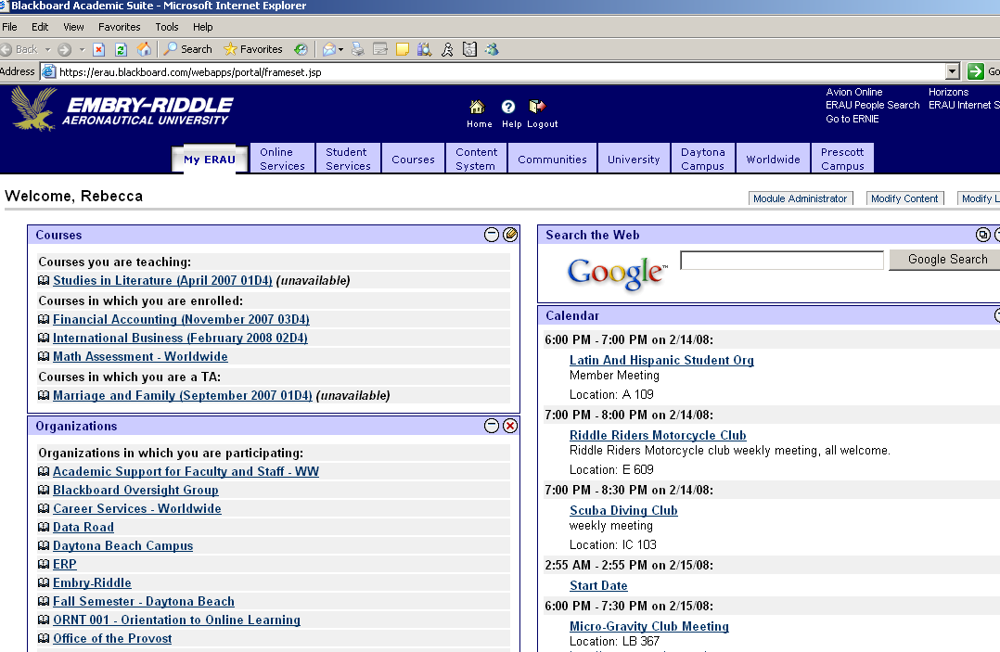 Blackboard Academic Suite - Microsoft Internet Explorer
File Edit View Favorites Tools Help
Back Search Favorites
Address https://erau.blackboard.com/webapps/portal/frameset.jsp Go
EMBRY-RIDDLE
AERONAUTICAL UNIVERSITY
Home Help Logout
Avion Online Horizons
ERAU People Search ERAU Internet S
Go to ERNIE
My ERAU
Online Services
Student Services
Courses
Content System
Communities
University
Daytona Campus
Worldwide
Prescott Campus
Welcome, Rebecca
Module Administrator Modify Content Modify L
Courses
Courses you are teaching:
Studies in Literature (April 2007 01D4) (unavailable)
Courses in which you are enrolled:
Financial Accounting (November 2007 03D4)
International Business (February 2008 02D4)
Math Assessment - Worldwide
Courses in which you are a TA:
Marriage and Family (September 2007 01D4) (unavailable)
Organizations
Organizations in which you are participating:
Academic Support for Faculty and Staff - WW
Blackboard Oversight Group
Career Services - Worldwide
Data Road
Daytona Beach Campus
ERP
Embry-Riddle
Fall Semester - Daytona Beach
ORNT 001 - Orientation to Online Learning
Office of the Provost
Search the Web
Google™ Google Search
Calendar
6:00 PM - 7:00 PM on 2/14/08:
Latin And Hispanic Student Org
Member Meeting
Location: A 109
7:00 PM - 8:00 PM on 2/14/08:
Riddle Riders Motorcycle Club
Riddle Riders Motorcycle club weekly meeting, all welcome.
Location: E 609
7:00 PM - 8:30 PM on 2/14/08:
Scuba Diving Club
weekly meeting
Location: IC 103
2:55 AM - 2:55 PM on 2/15/08:
Start Date
6:00 PM - 7:30 PM on 2/15/08:
Micro-Gravity Club Meeting
Location: LB 367